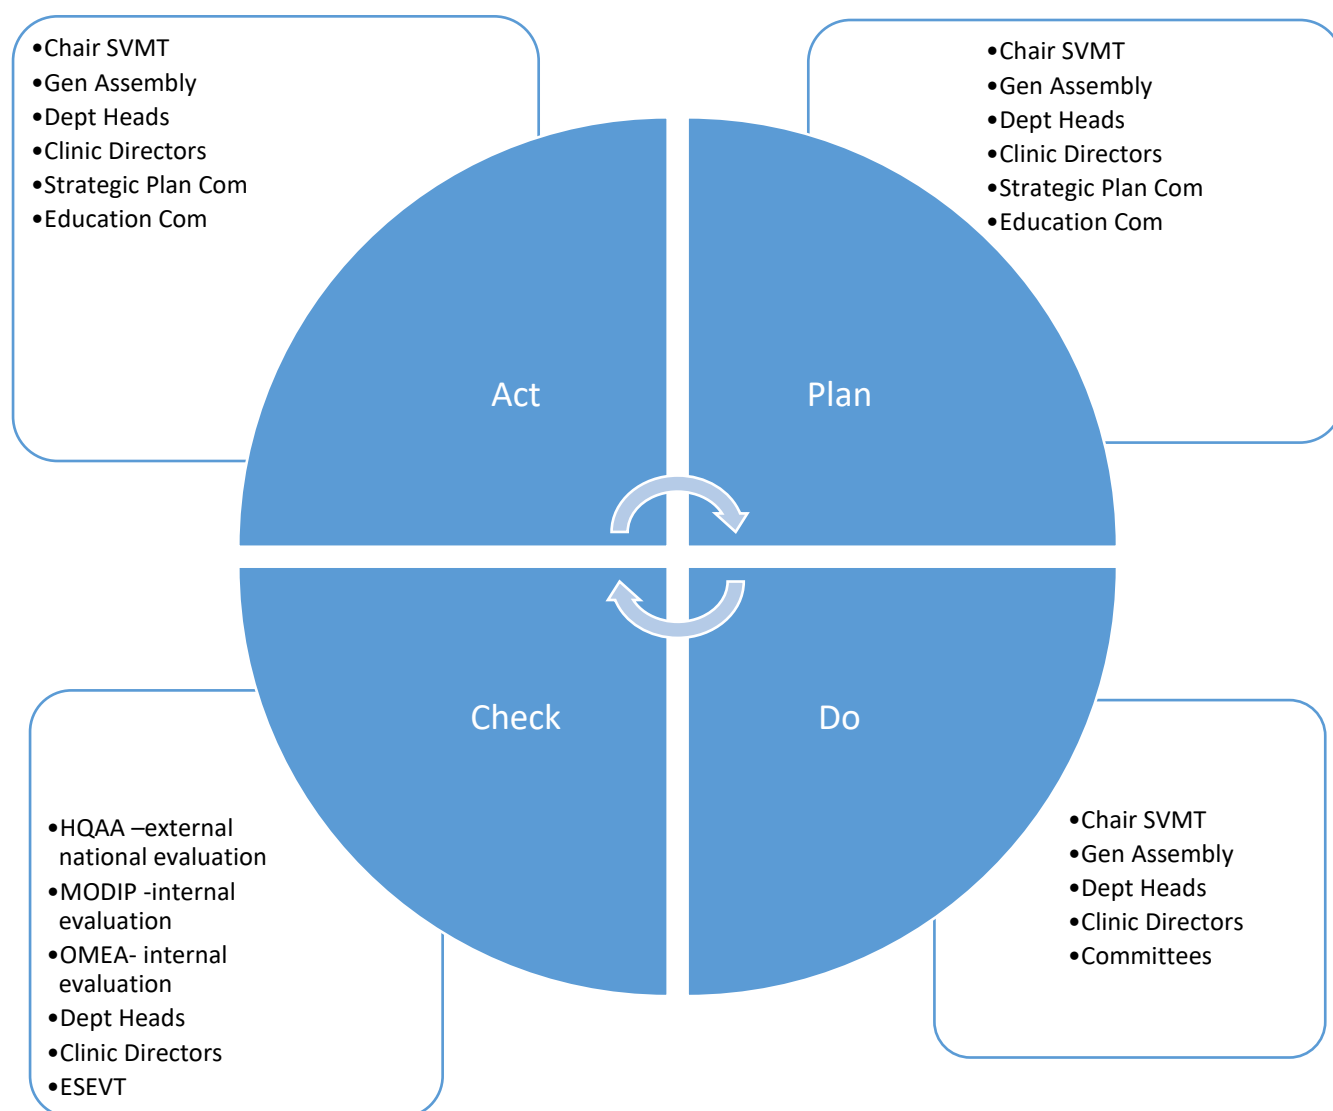 •Chair SVMT
•Gen Assembly
•Dept Heads
•Clinic Directors
•Strategic Plan Com
•Education Com
•Chair SVMT
•Gen Assembly
•Dept Heads
•Clinic Directors
•Strategic Plan Com
•Education Com
Act
Plan
Check
Do
•HQAA –external
national evaluation
•MODIP -internal
evaluation
•OMEA- internal
evaluation
•Dept Heads
•Clinic Directors
•ESEVT
•Chair SVMT
•Gen Assembly
•Dept Heads
•Clinic Directors
•Committees